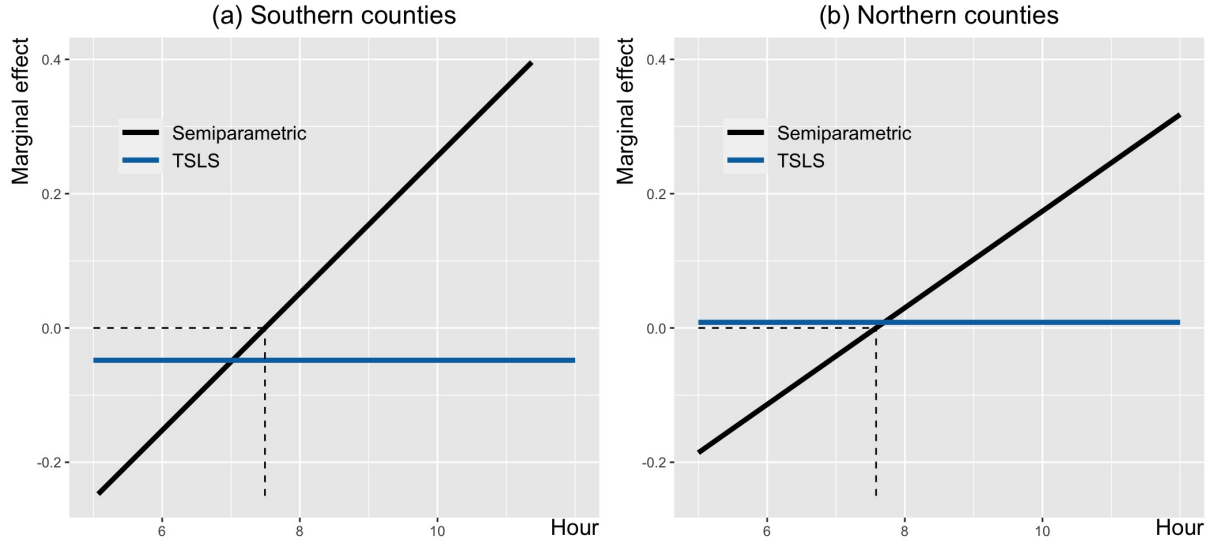 (a) Southern counties
Marginal effect
0.4
0.2
0.0
-0.2
Semiparametric
TSLS
6
8
10
Hour
(b) Northern counties
Marginal effect
0.4
0.2
0.0
-0.2
Semiparametric
TSLS
6
8
10
Hour